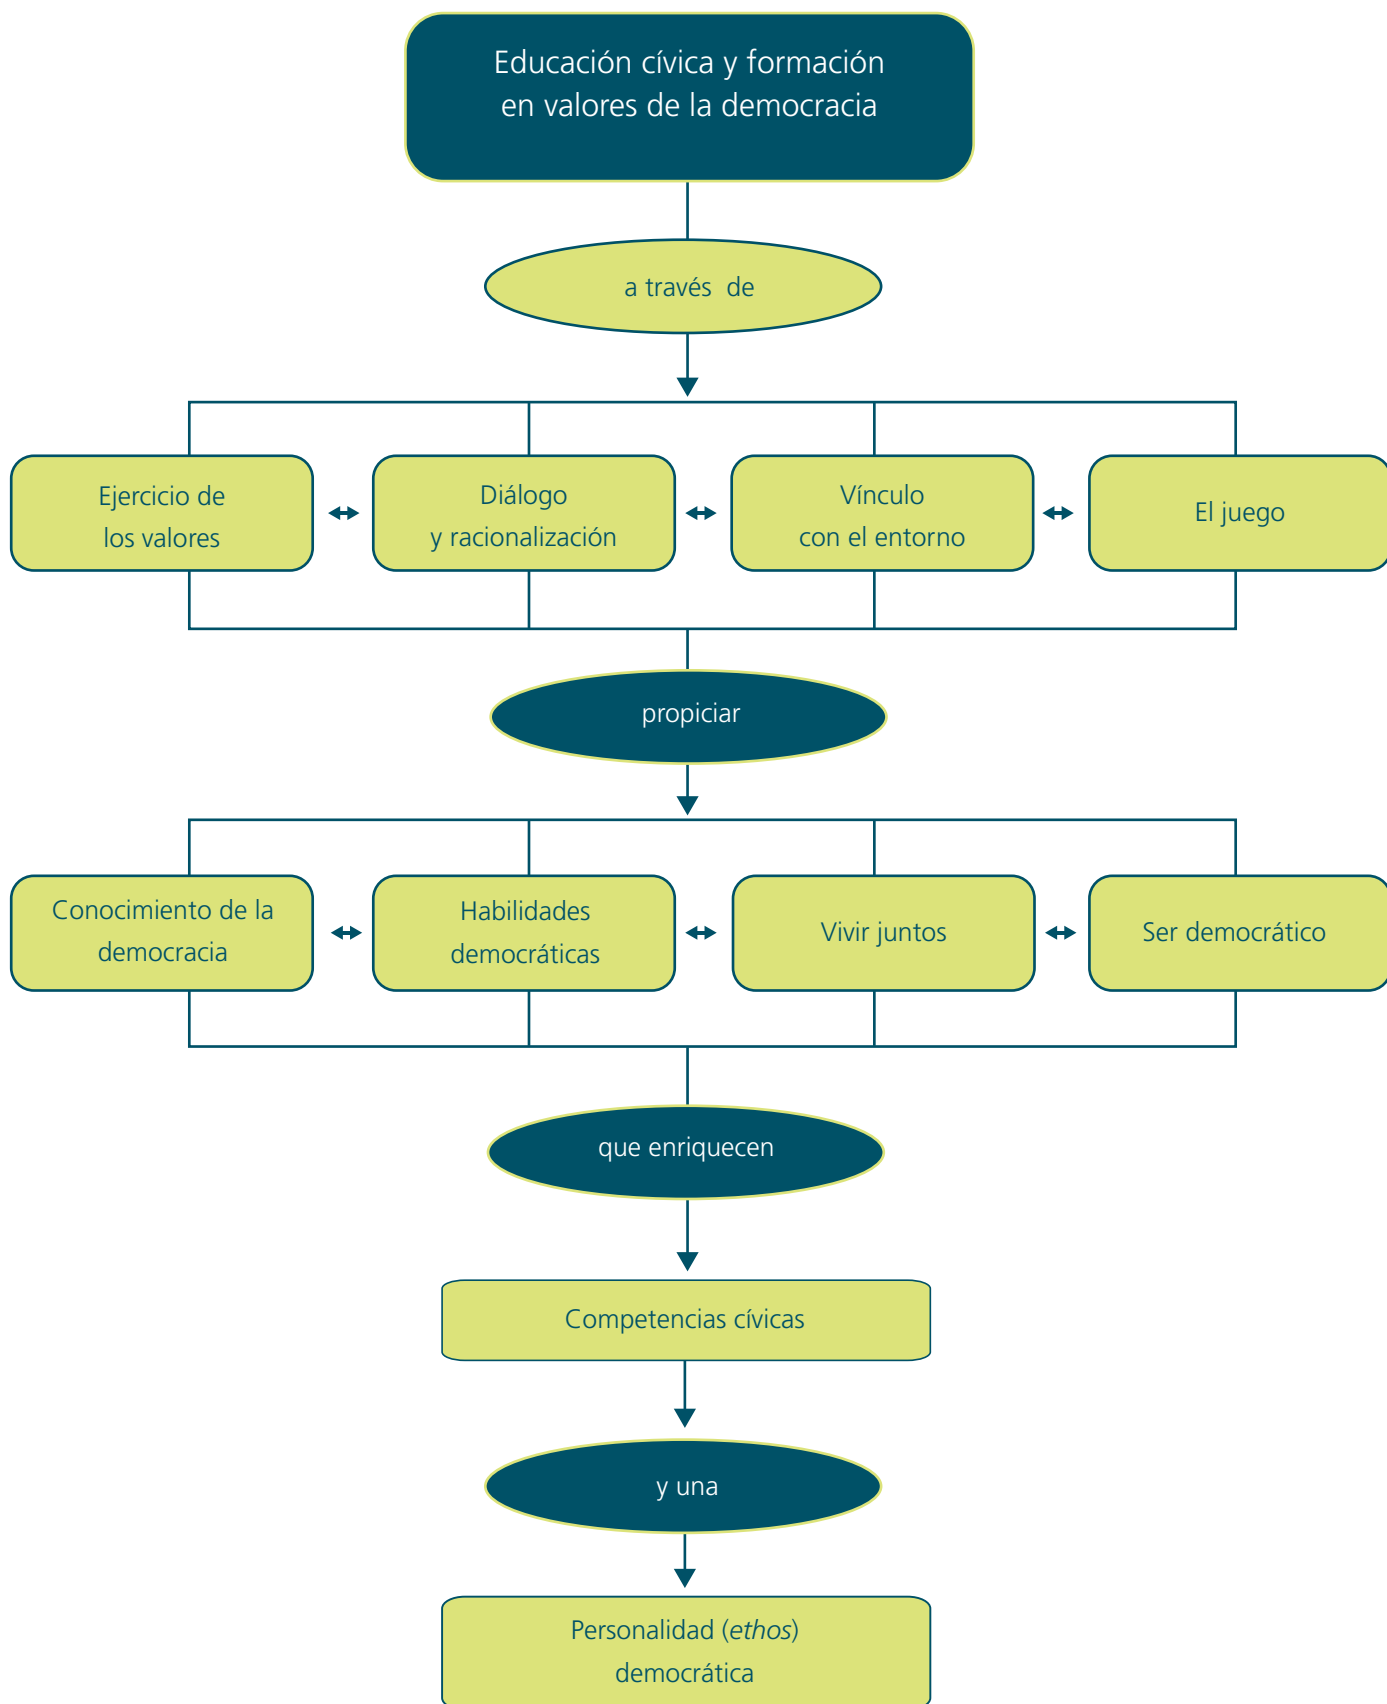 Educación cívica y formación
en valores de la democracia
a través de
Ejercicio de
los valores
Diálogo
y racionalización
Vínculo
con el entorno
El juego
propiciar
Conocimiento de la
democracia
Habilidades
democráticas
Vivir juntos
Ser democrático
que enriquecen
Competencias cívicas
y una
Personalidad (ethos)
democrática